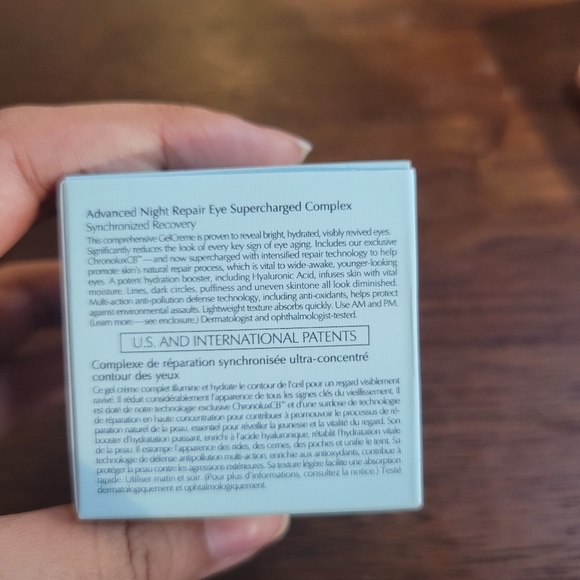 Advanced Night Repair Eye Supercharged Complex
Synchronized Recovery
This comprehensive GelCreme is proven to reveal bright, hydrated, visibly revived eyes.
Significantly reduces the look of every key sign of eye aging. Includes our exclusive
ChronoluxCB™—and now supercharged with intensified repair technology to help
promote skin's natural repair process, which is vital to wide-awake, younger-looking
eyes. A potent hydration booster, including Hyaluronic Acid, infuses skin with vital
moisture. Lines, dark circles, puffiness and uneven skintone all look diminished.
Multi-action anti-pollution defense technology, including anti-oxidants, helps protect
against environmental assaults. Lightweight texture absorbs quickly. Use AM and PM.
(Learn more—see enclosure.) Dermatologist and ophthalmologist-tested.
U.S. AND INTERNATIONAL PATENTS
Complexe de réparation synchronisée ultra-concentré
contour des yeux
Ce gel crème complet illumine et hydrate le contour de l'œil pour un regard visiblement
ravivé. Il réduit considérablement l'apparence de tous les signes clés du vieillissement. Il
est doté de notre technologie exclusive ChronoluxCB™ et d'une surdose de technologie
de réparation en haute concentration pour contribuer à promouvoir le processus de ré-
paration naturel de la peau, essentiel pour réveiller la jeunesse et la vitalité du regard. Son
booster d'hydratation puissant, enrichi à l'acide hyaluronique, rétablit l'hydratation vitale
de la peau. Il estompe l'apparence des rides, des cernes, des poches et unifie le teint. Sa
technologie de défense antipollution multi-action, enrichie aux antioxydants, contribue à
protéger la peau contre les agressions extérieures. Sa texture légère facilite une absorption
rapide. Utiliser matin et soir. (Pour plus d'informations, consultez la notice.) Testé
dermatologiquement et ophtalmologiquement.